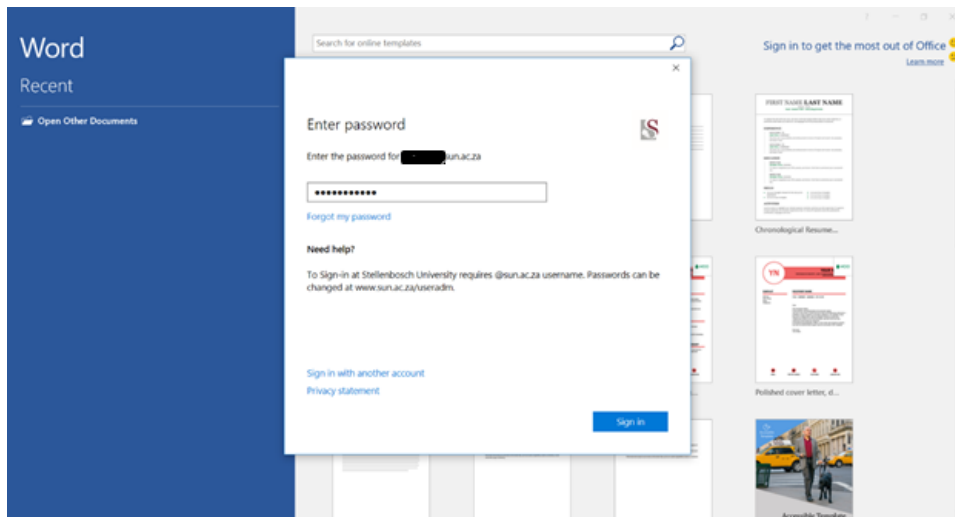 Word
Recent
Open Other Documents
Search for online templates
?
Sign in to get the most out of Office
Learn more
Enter password
Enter the password for sun.ac.za
•••••••••••
Forgot my password
Need help?
To Sign-in at Stellenbosch University requires @sun.ac.za username. Passwords can be
changed at www.sun.ac.za/useradm.
Sign in with another account
Privacy statement
Sign in
FIRST NAME LAST NAME
Chronological Resume...
YN
Polished cover letter, d...
Accessible Template